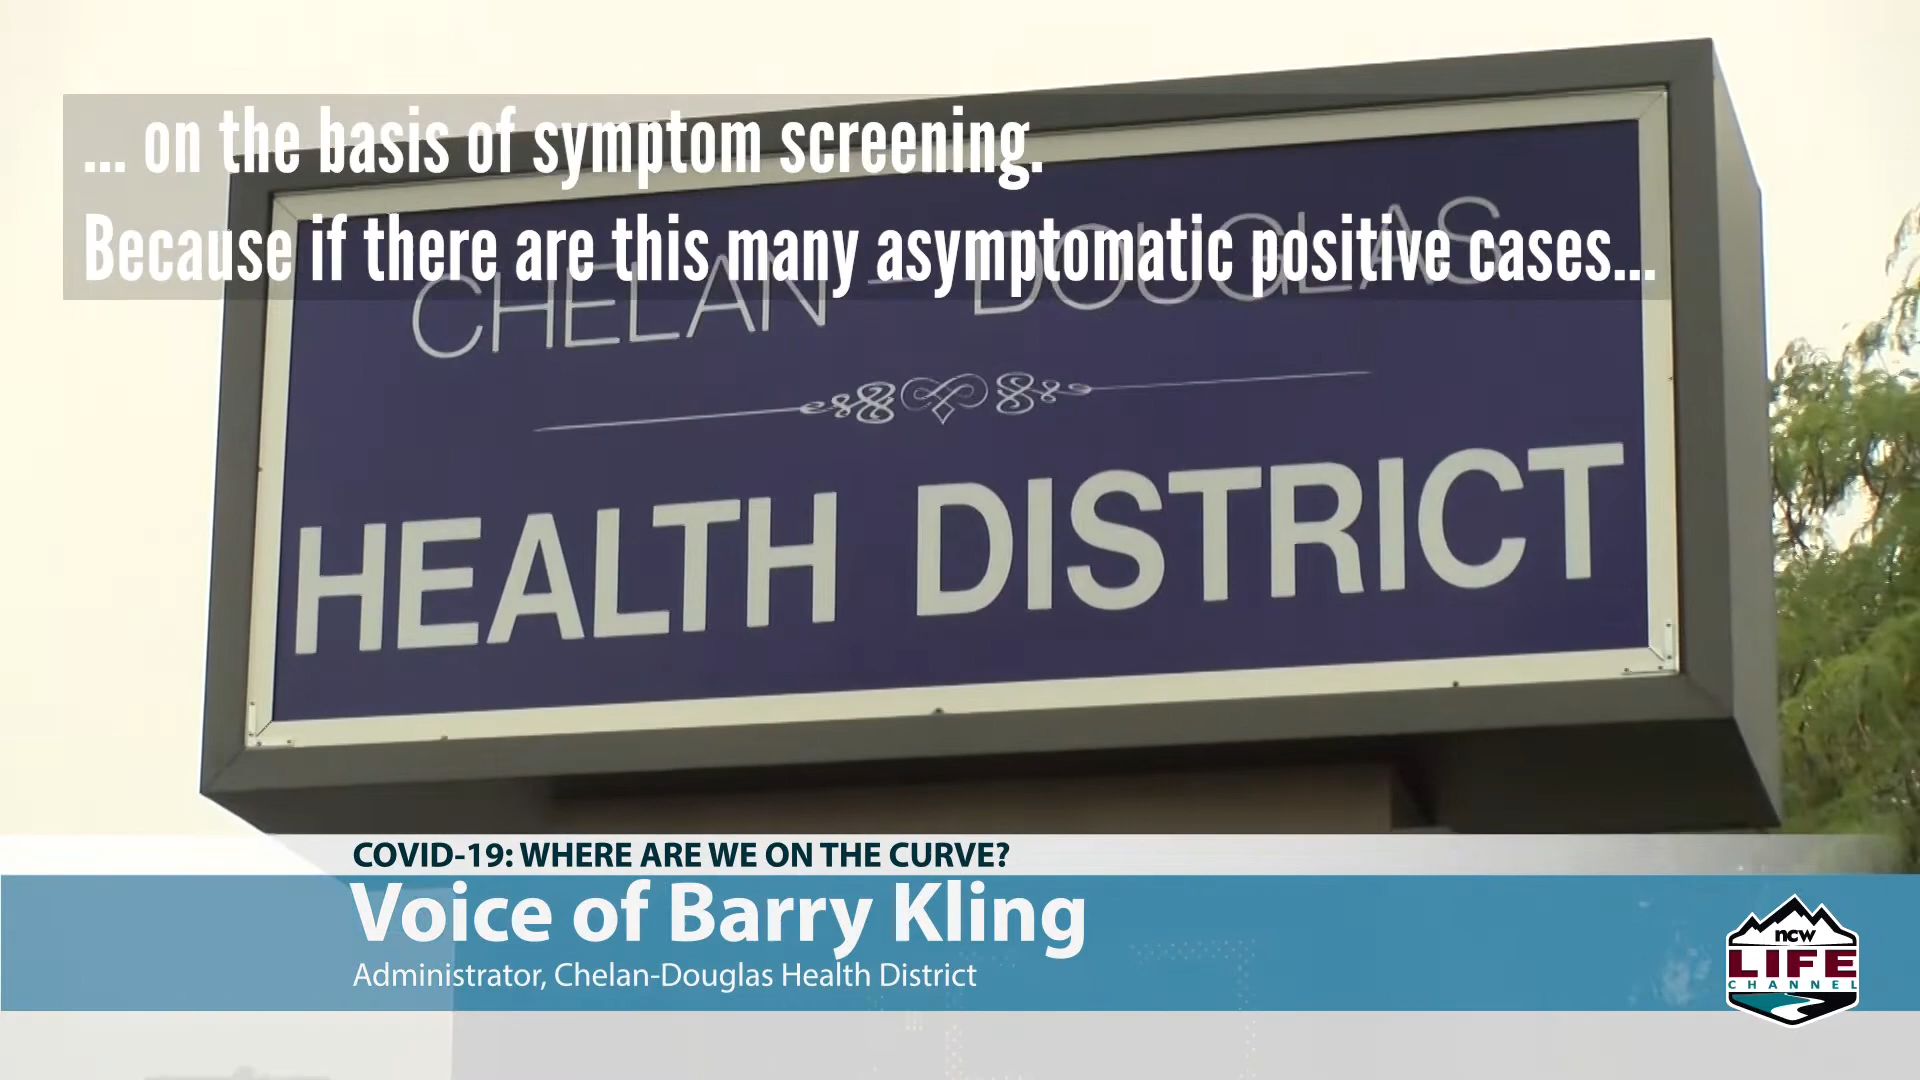 ... on the basis of symptom screening.
Because if there are this many asymptomatic positive cases...
CHELAN - DOUGLAS
HEALTH DISTRICT
COVID-19: WHERE ARE WE ON THE CURVE?
Voice of Barry Kling
Administrator, Chelan-Douglas Health District
ncw
LIFE
CHANNEL